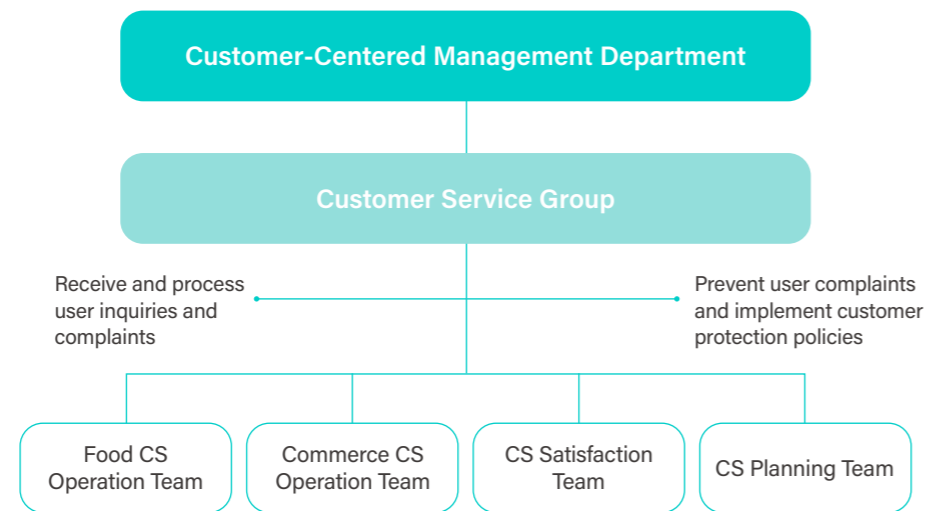 Customer-Centered Management Department
Customer Service Group
Receive and process
user inquiries and
complaints
Prevent user complaints
and implement customer
protection policies
Food CS
Operation Team
Commerce CS
Operation Team
CS Satisfaction
Team
CS Planning Team